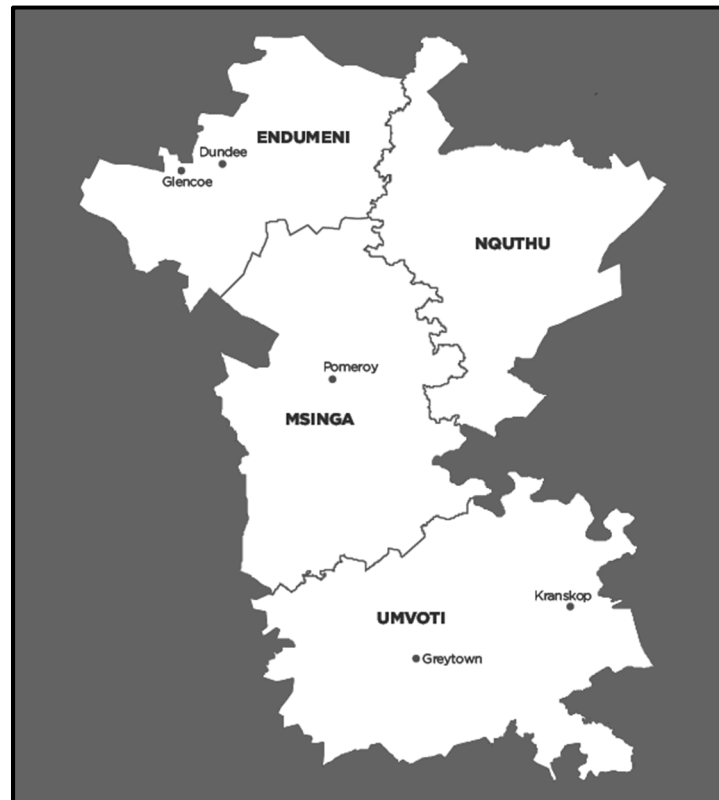 ENDUMENI
Dundee
Glencoe
NQUTHU
Pomeroy
MSINGA
Kranskop
UMVOTI
Greytown